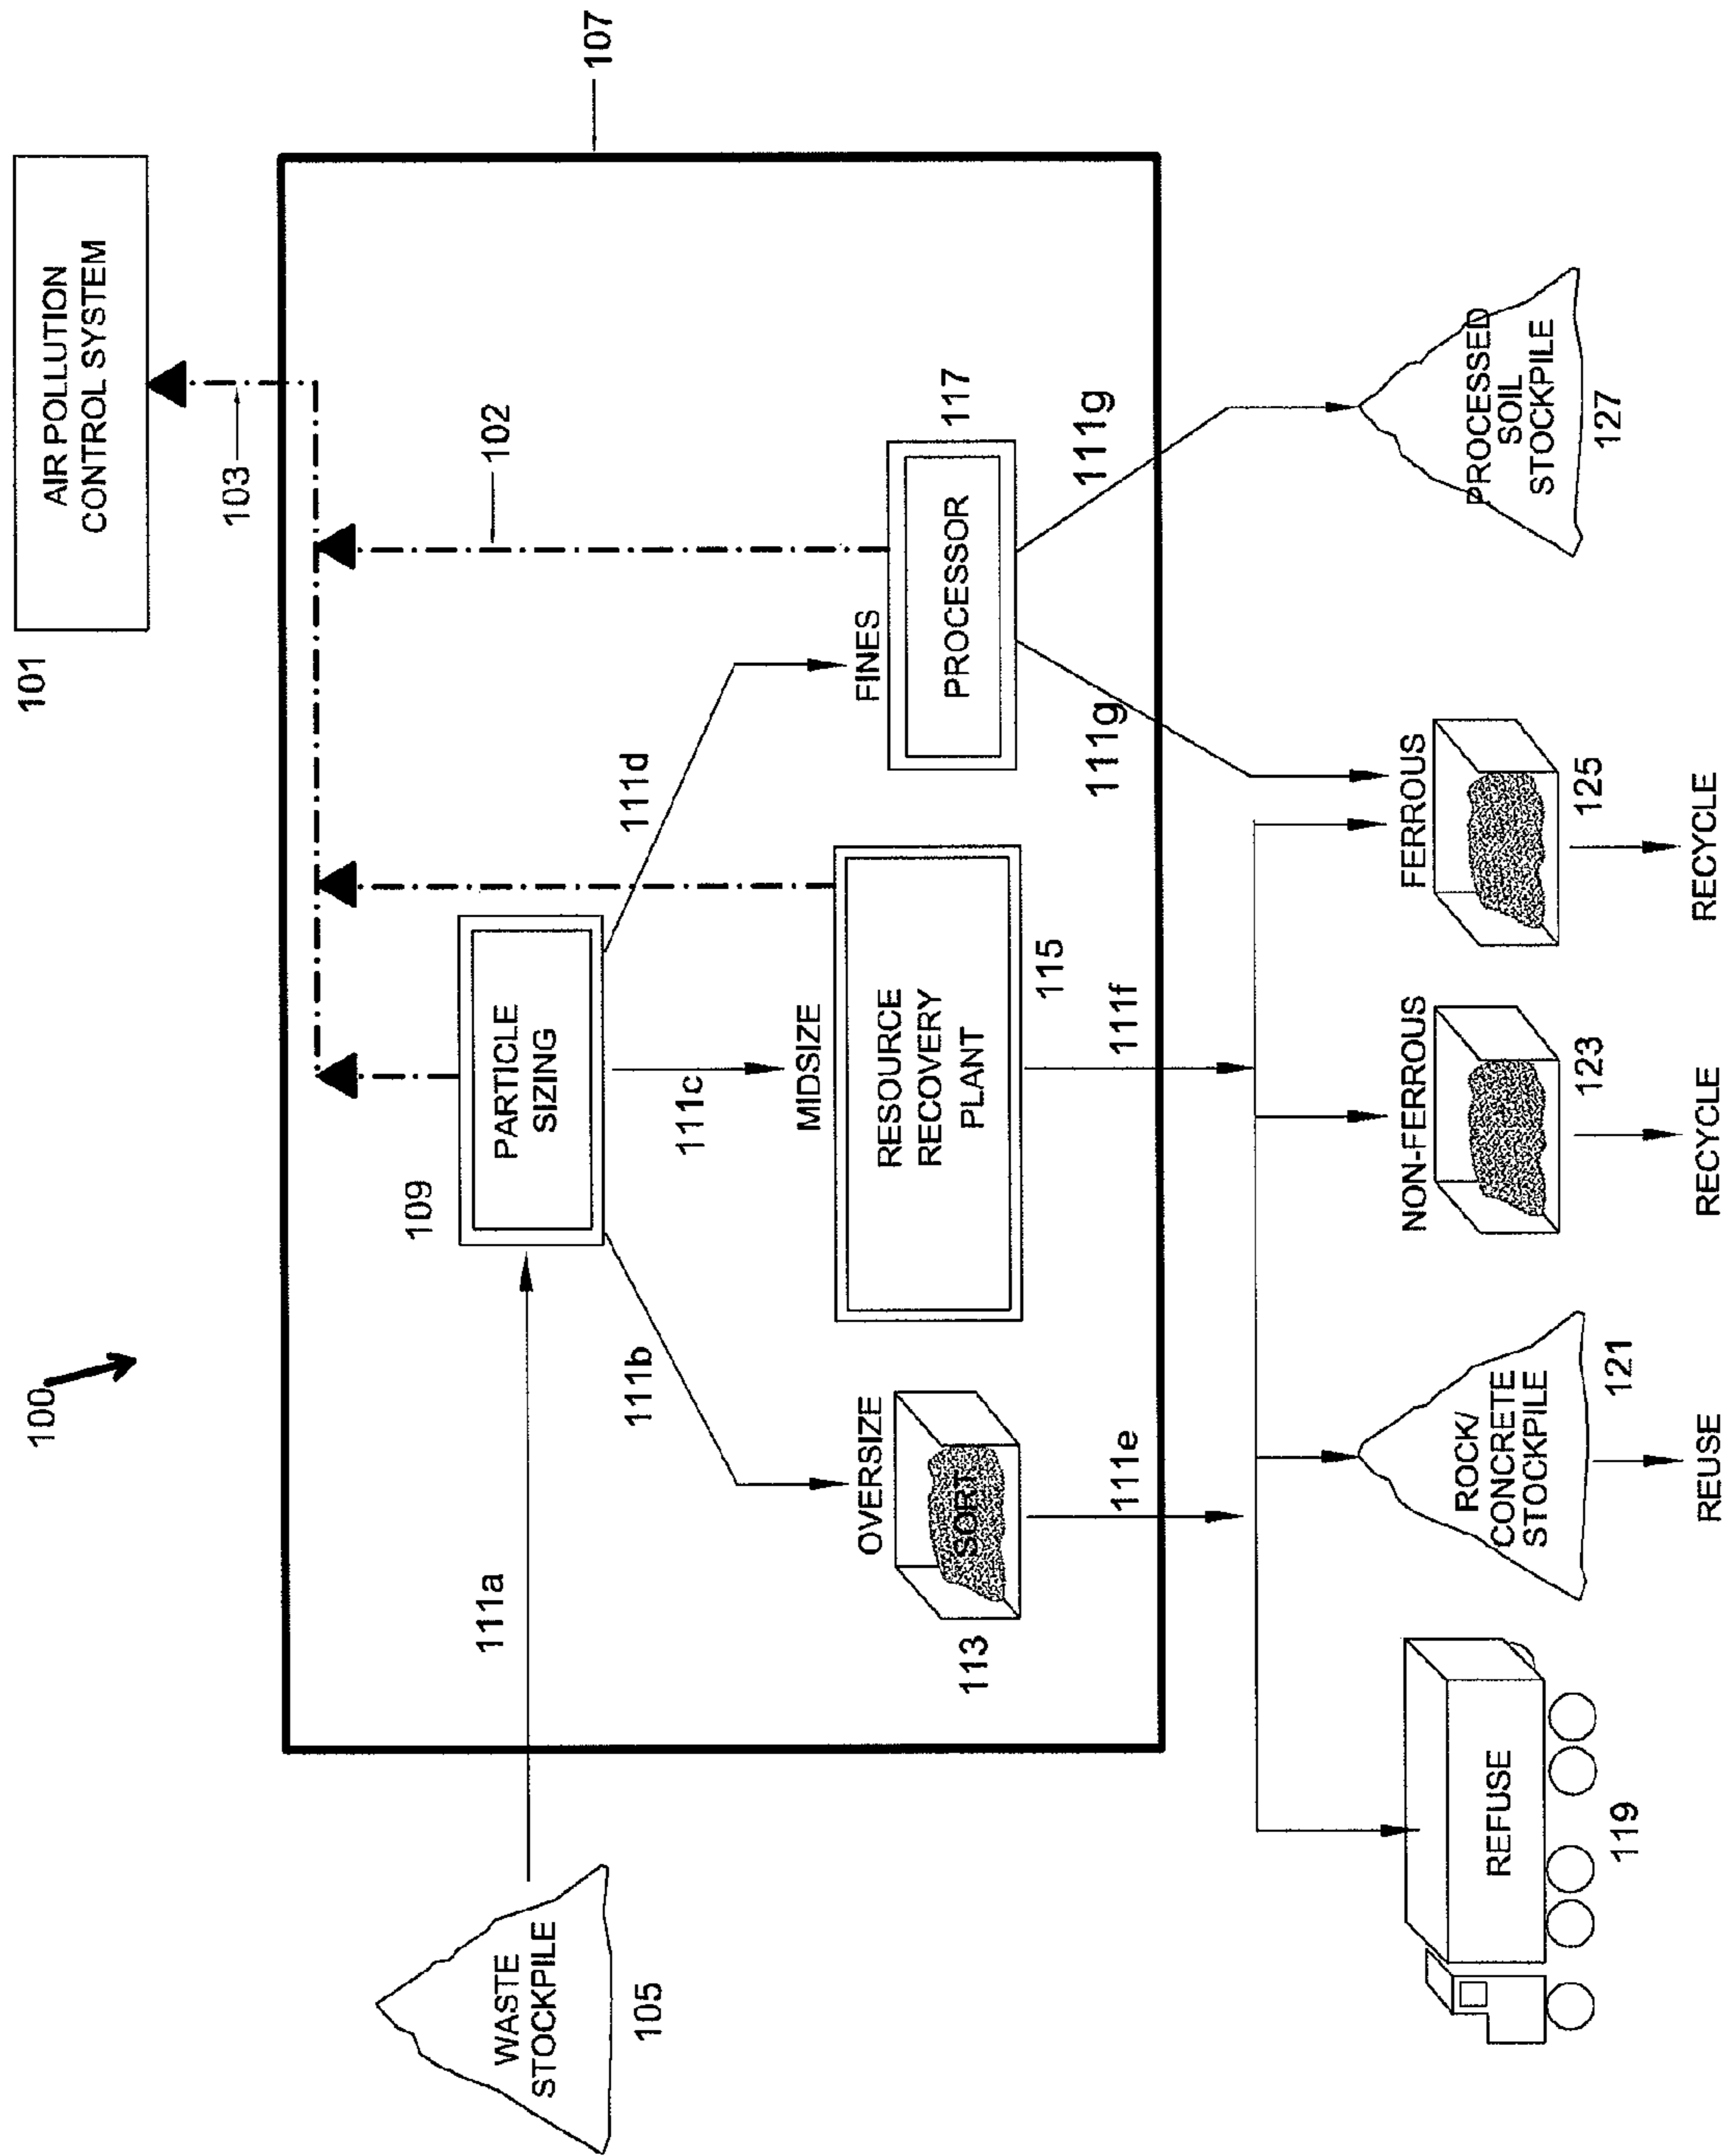 100
101
AIR POLLUTION
CONTROL SYSTEM
103
107
102
WASTE
STOCKPILE
105
111a
109
PARTICLE
SIZING
111b
111c
111d
OVERSIZE
SORT
113
MIDSIZE
RESOURCE
RECOVERY
PLANT
115
FINES
PROCESSOR
117
111e
111f
111g
111g
REFUSE
119
ROCK/
CONCRETE
STOCKPILE
121
REUSE
NON-FERROUS
123
RECYCLE
FERROUS
125
RECYCLE
PROCESSED
SOIL
STOCKPILE
127